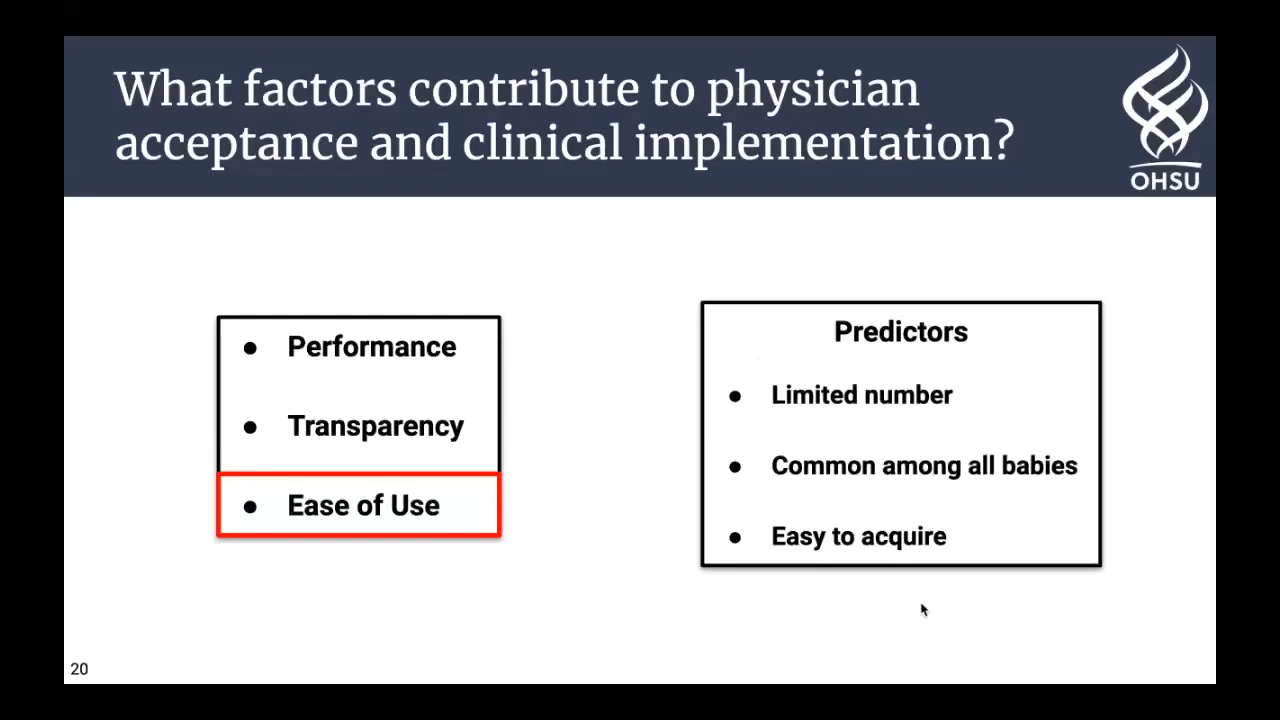 What factors contribute to physician
acceptance and clinical implementation?
OHSU
● Performance
● Transparency
● Ease of Use
Predictors
● Limited number
● Common among all babies
● Easy to acquire
20